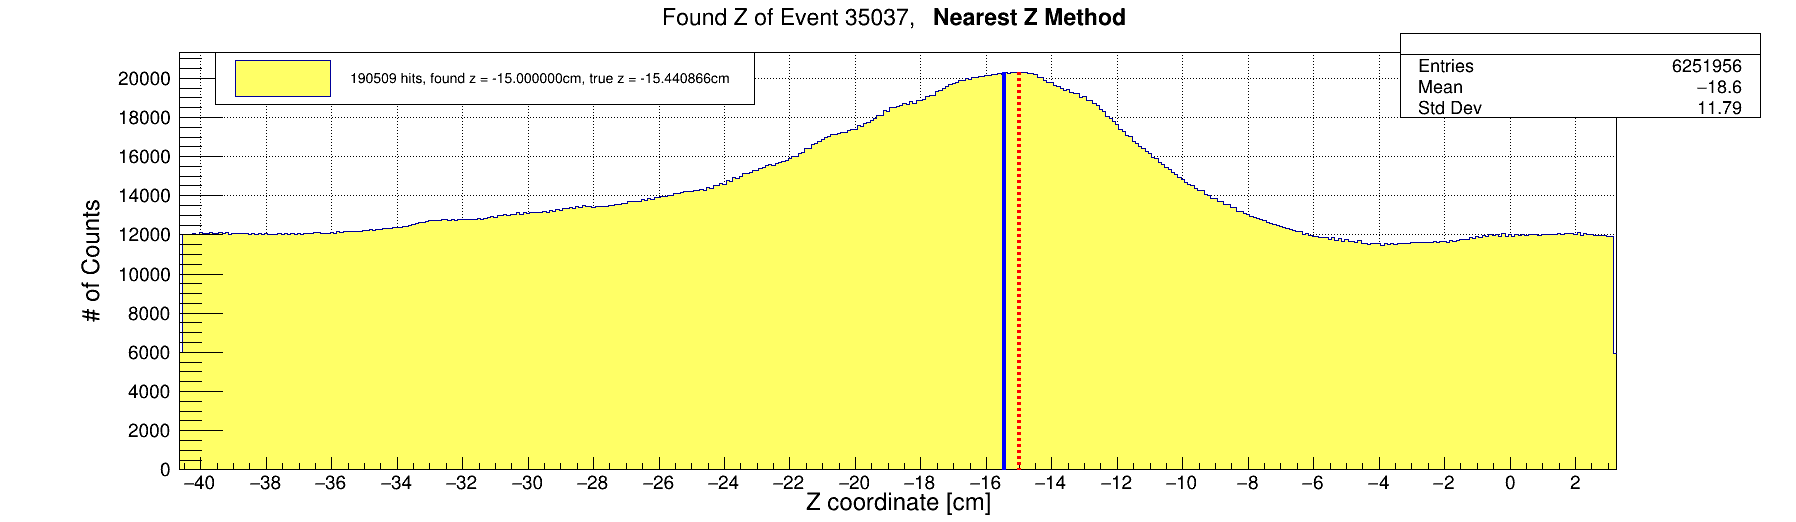 Found Z of Event 35037, Nearest Z Method
190509 hits, found z = -15.000000cm, true z = -15.440866cm
Entries 6251956
Mean −18.6
Std Dev 11.79
20000
18000
16000
14000
12000
10000
8000
6000
4000
2000
0
# of Counts
−40 −38 −36 −34 −32 −30 −28 −26 −24 −22 −20 −18 −16 −14 −12 −10 −8 −6 −4 −2 0 2
Z coordinate [cm]